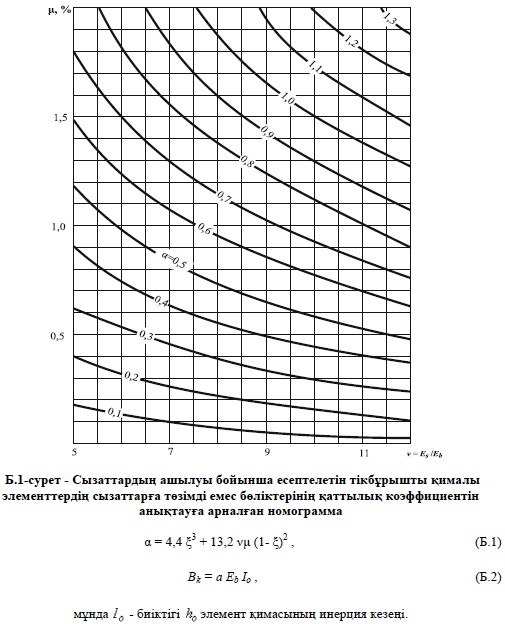 μ, %
1,3
1,2
1,1
1,5
1,0
0,9
0,8
0,7
1,0
0,6
α=0,5
0,4
0,5
0,3
0,2
0,1
5
7
9
11
ν = Es /Eb
Б.1-сурет - Сызаттардың ашылуы бойынша есептелетін тікбұрышты қималы
элементтердің сызаттарға төзімді емес бөліктерінің қаттылық коэффициентін
анықтауға арналған номограмма
α = 4,4 ξ³ + 13,2 νμ (1- ξ)² , (Б.1)
Bk = a Eb Io , (Б.2)
мұнда lo - биіктігі ho элемент қимасының инерция кезеңі.